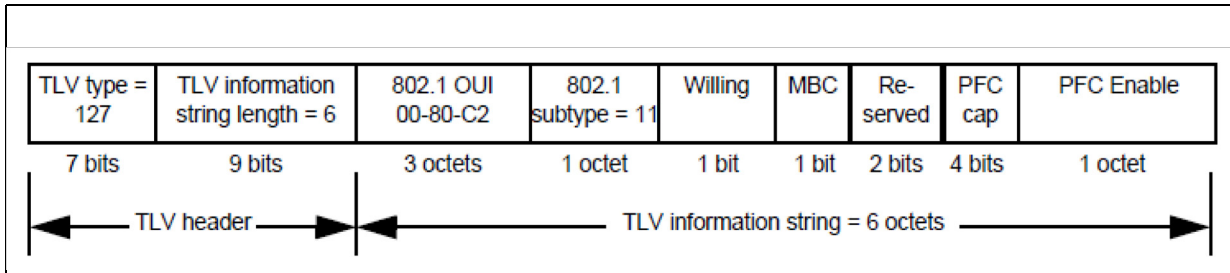 TLV type = TLV information 802.1 OUI 802.1 Willing MBC Re- PFC PFC Enable
127 string length = 6 00-80-C2 subtype = 11 served cap
7 bits 9 bits 3 octets 1 octet 1 bit 1 bit 2 bits 4 bits 1 octet
TLV header TLV information string = 6 octets